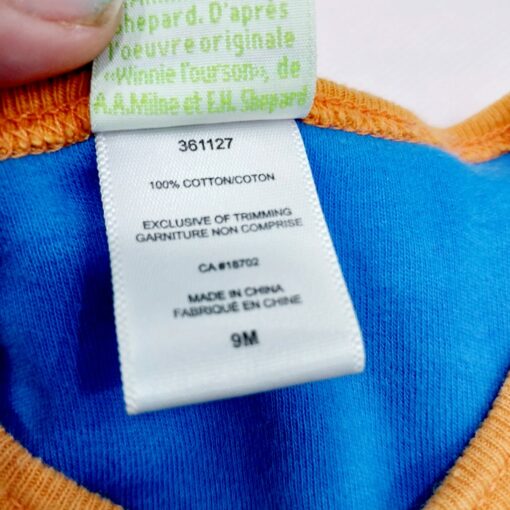 Shepard. D'après
l'oeuvre originale
«Winnie l'ourson», de
A.A.Milne et E.H. Shepard
361127
100% COTTON/COTON
EXCLUSIVE OF TRIMMING
GARNITURE NON COMPRISE
CA #18702
MADE IN CHINA
FABRIQUÉ EN CHINE
9M